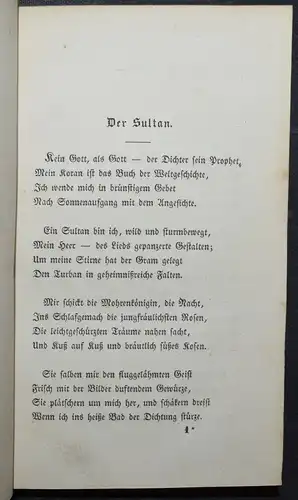 Der Sultan.
Kein Gott, als Gott — der Dichter sein Prophet,
Mein Koran ist das Buch der Weltgeschichte,
Ich wende mich in brünstigem Gebet
Nach Sonnenaufgang mit dem Angesichte.
Ein Sultan bin ich, wild und sturmbewegt,
Mein Heer — des Lieds gepanzerte Gestalten;
Um meine Stirne hat der Gram gelegt
Den Turban in geheimnißreiche Falten.
Mir schickt die Mohrenkönigin, die Nacht,
Ins Schlafgemach die jungfräulichsten Rosen,
Die leichtgeschürzten Träume nahen sacht,
Und Kuß auf Kuß und bräutlich süßes Kosen.
Sie salben mir den fluggelähmten Geist
Frisch mit der Bilder duftendem Gewürze,
Sie plätschern um mich her, und schäkern dreist
Wenn ich ins heiße Bad der Dichtung stürze.
1*